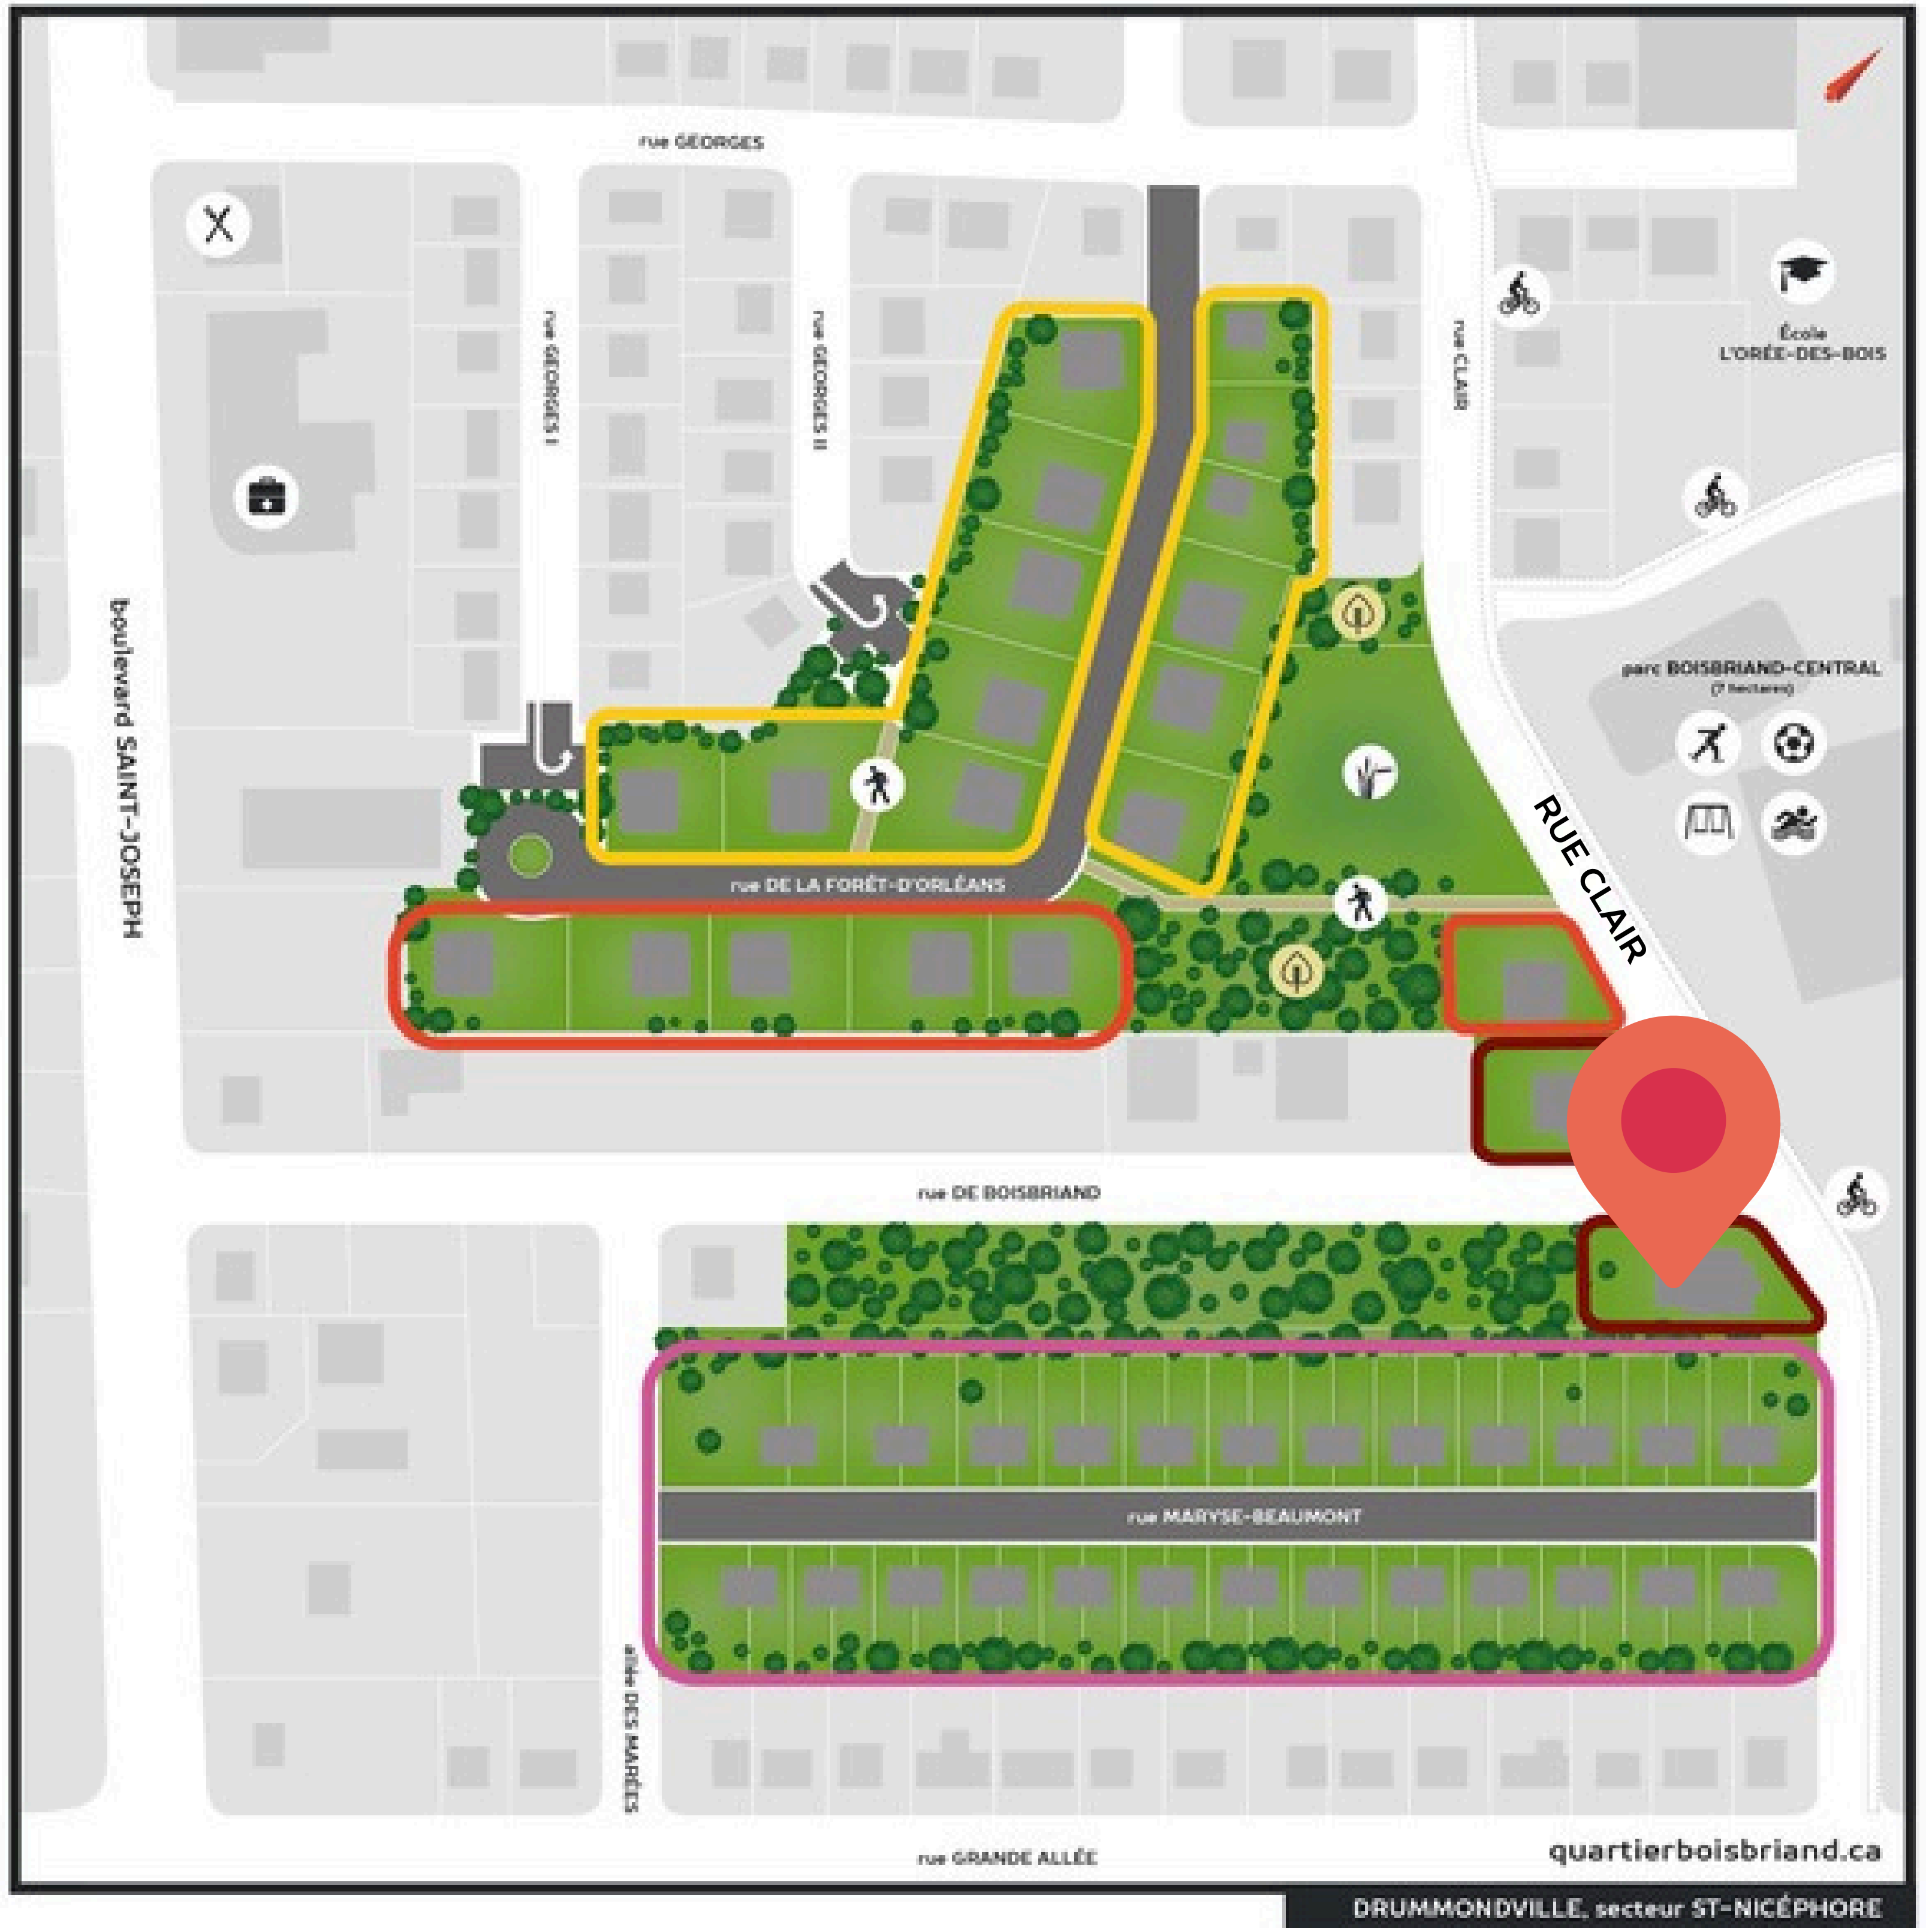 rue GEORGES
rue GEORGES I
rue GEORGES II
rue CLAIR
École
L'ORÉE-DES-BOIS
boulevard SAINT-JOSEPH
parc BOISBRIAND-CENTRAL
(7 hectares)
RUE CLAIR
rue DE LA FORÊT-D'ORLÉANS
rue DE BOISBRIAND
rue MARYSE-BEAUMONT
allée DES MARÉES
rue GRANDE ALLÉE
quartierboisbriand.ca
DRUMMONDVILLE, secteur ST-NICÉPHORE